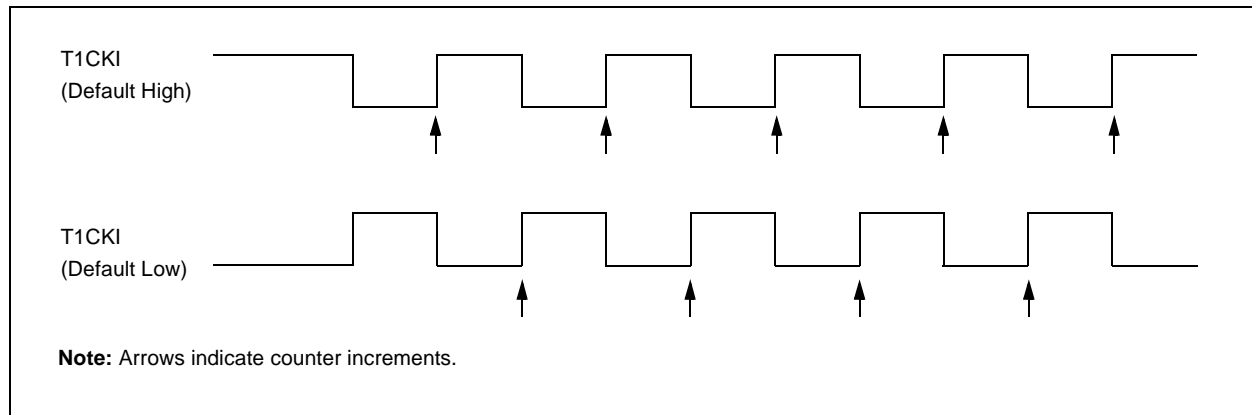 T1CKI
(Default High)
T1CKI
(Default Low)
Note: Arrows indicate counter increments.